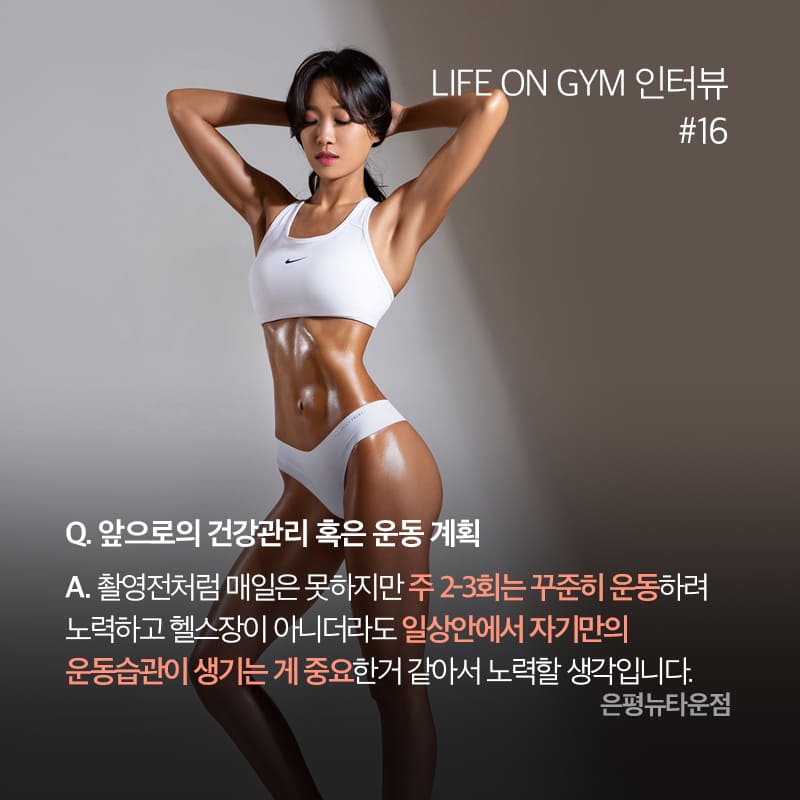 LIFE ON GYM 인터뷰
#16
Q. 앞으로의 건강관리 혹은 운동 계획
A. 촬영전처럼 매일은 못하지만 주 2-3회는 꾸준히 운동하려
노력하고 헬스장이 아니더라도 일상안에서 자기만의
운동습관이 생기는 게 중요한거 같아서 노력할 생각입니다.
은평뉴타운점